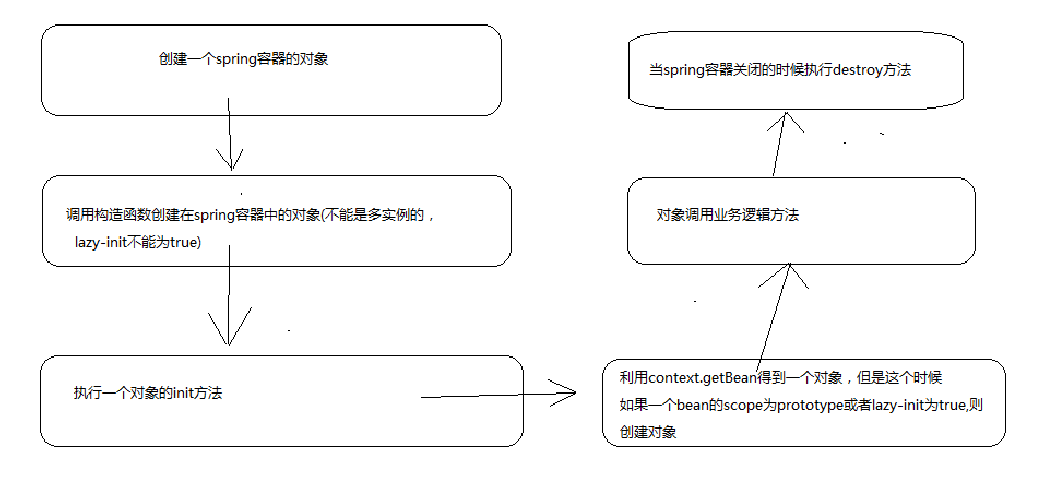 创建一个spring容器的对象
调用构造函数创建在spring容器中的对象(不能是多实例的，
lazy-init不能为true)
执行一个对象的init方法
利用context.getBean得到一个对象，但是这个时候
如果一个bean的scope为prototype或者lazy-init为true,则
创建对象
对象调用业务逻辑方法
当spring容器关闭的时候执行destroy方法